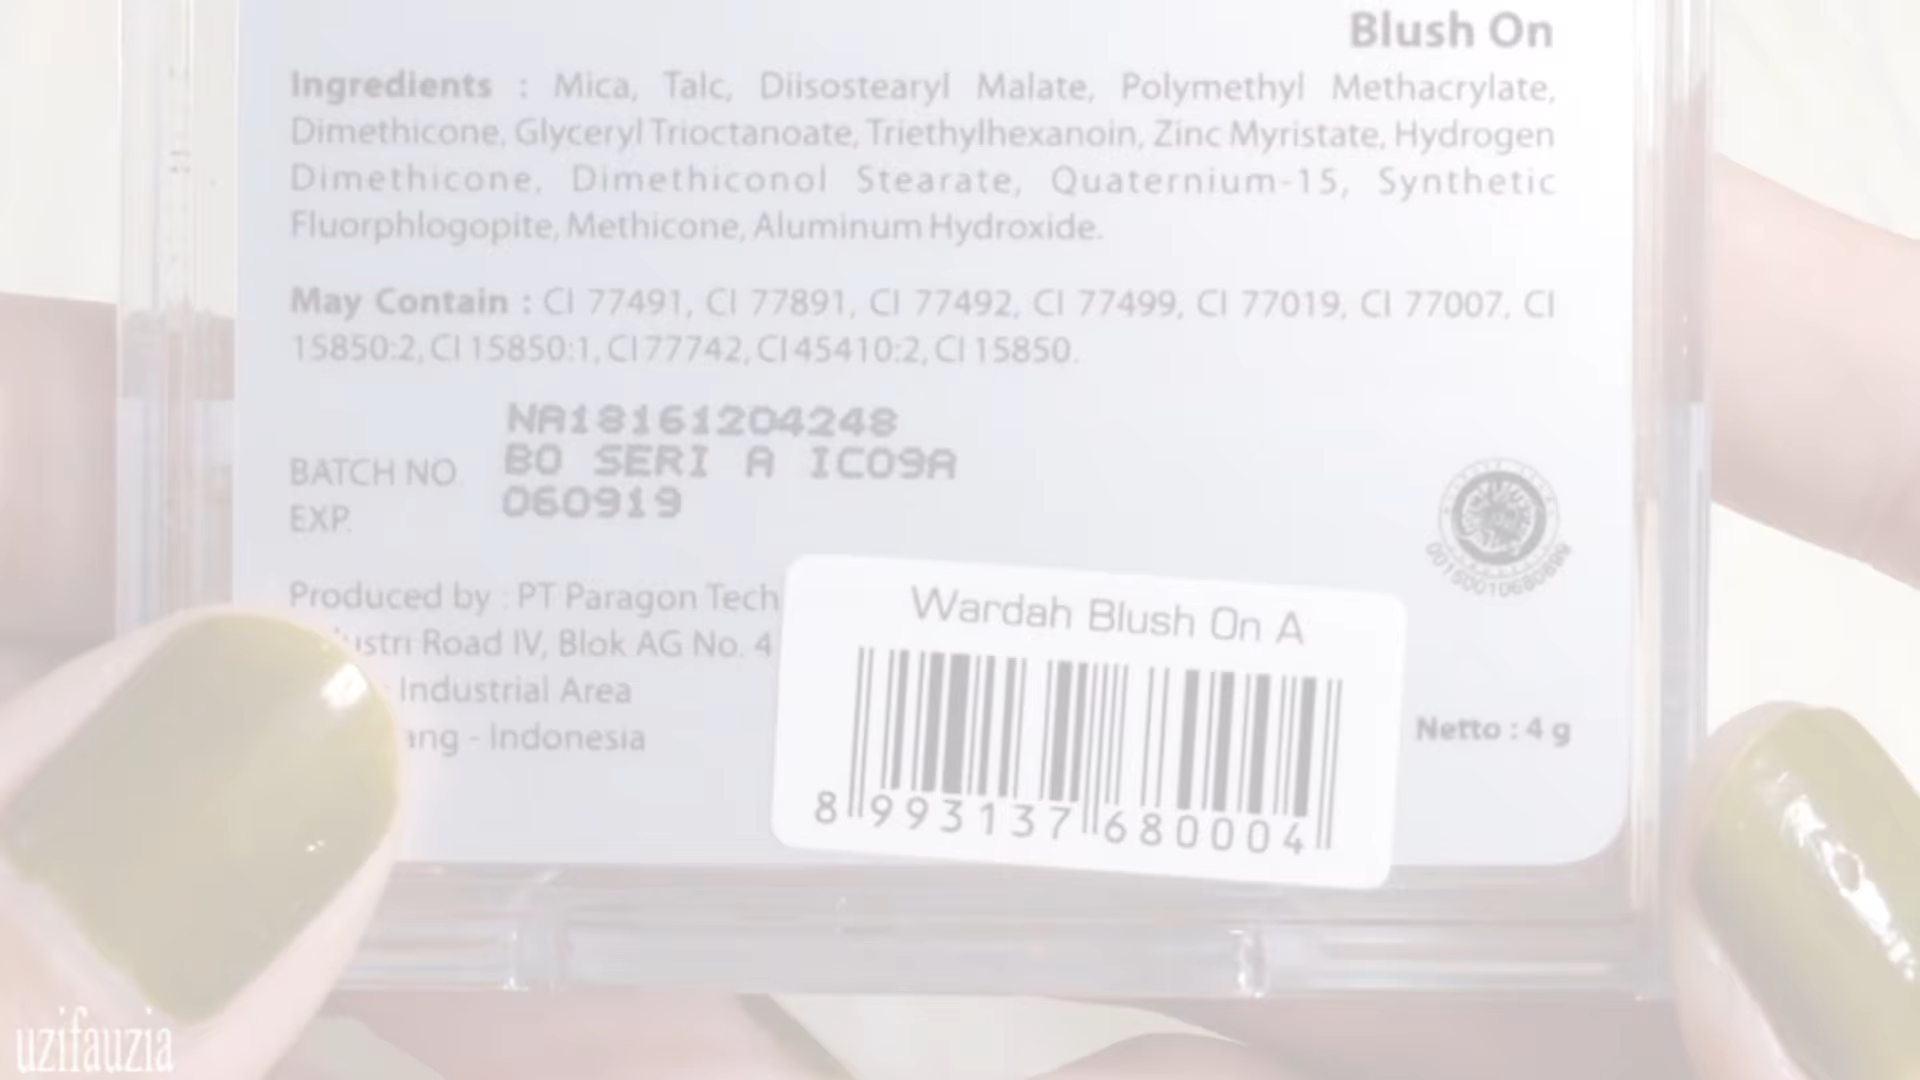 Blush On
Ingredients : Mica, Talc, Diisostearyl Malate, Polymethyl Methacrylate,
Dimethicone, Glyceryl Trioctanoate, Triethylhexanoin, Zinc Myristate, Hydrogen
Dimethicone, Dimethiconol Stearate, Quaternium-15, Synthetic
Fluorphlogopite, Methicone, Aluminum Hydroxide.
May Contain : CI 77491, CI 77891, CI 77492, CI 77499, CI 77019, CI 77007, CI
15850:2, CI 15850:1, CI 77742, CI 45410:2, CI 15850.
NA18161204248
BATCH NO. BO SERI A IC09A
EXP. 060919
Produced by : PT Paragon Tech
Road IV, Blok AG No. 4
Industrial Area
- Indonesia
Wardah Blush On A
8 993137 680004
Netto : 4 g
uzifauzia